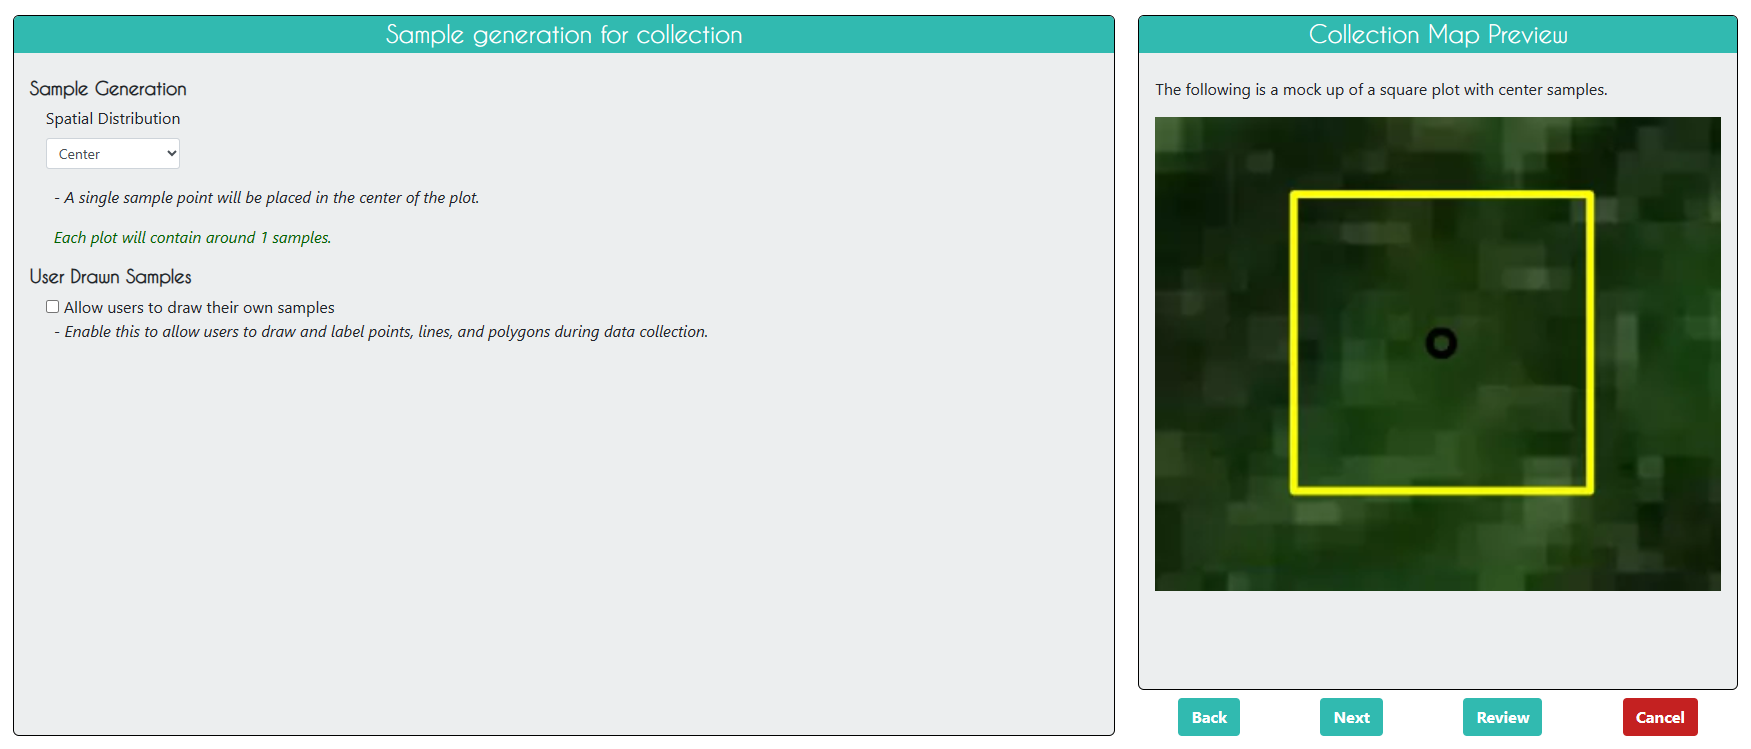 Sample generation for collection
Sample Generation
Spatial Distribution
Center
- A single sample point will be placed in the center of the plot.
Each plot will contain around 1 samples.
User Drawn Samples
Allow users to draw their own samples
- Enable this to allow users to draw and label points, lines, and polygons during data collection.
Collection Map Preview
The following is a mock up of a square plot with center samples.
Back
Next
Review
Cancel